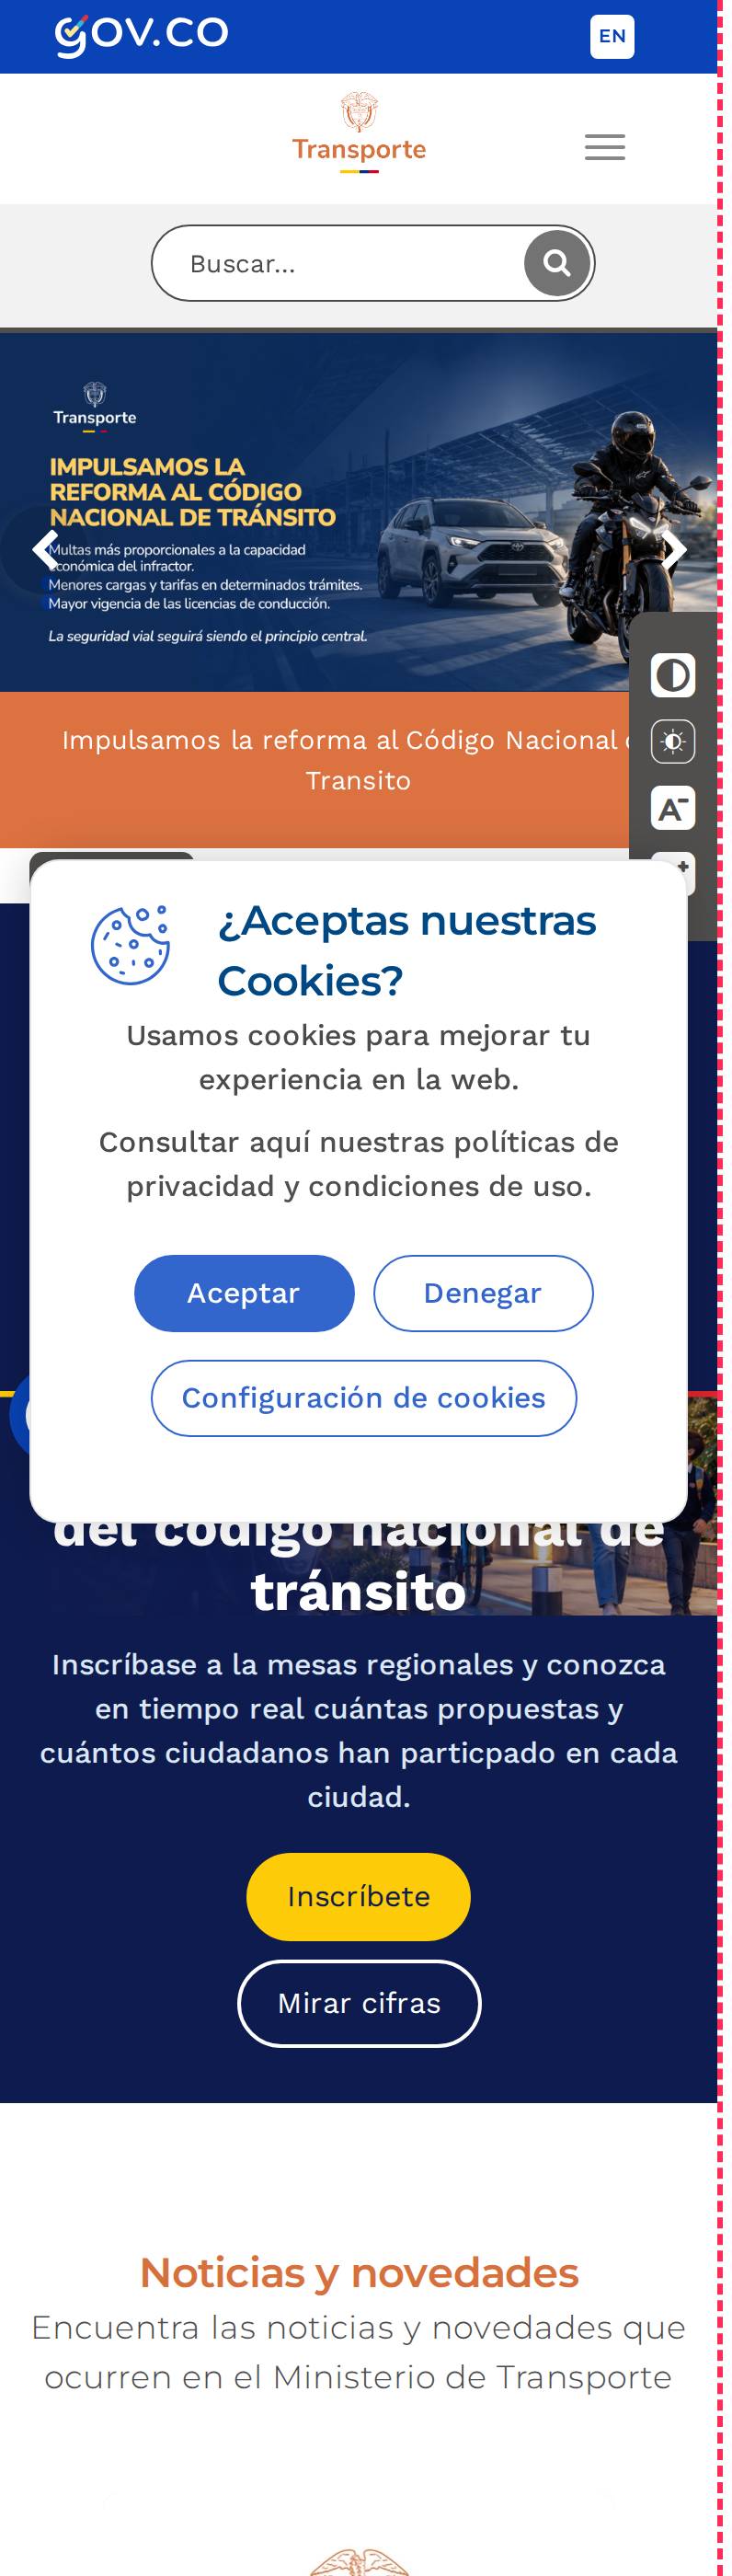 GOV.CO
EN
Transporte
Buscar...
Transporte
IMPULSAMOS LA
REFORMA AL CÓDIGO
NACIONAL DE TRÁNSITO
Multas más proporcionales a la capacidad
económica del infractor.
Menores cargas y tarifas en determinados trámites.
Mayor vigencia de las licencias de conducción.
La seguridad vial seguirá siendo el principio central.
Impulsamos la reforma al Código Nacional
Transito
A-
¿Aceptas nuestras
Cookies?
Usamos cookies para mejorar tu
experiencia en la web.
Consultar aquí nuestras políticas de
privacidad y condiciones de uso.
Aceptar
Denegar
Configuración de cookies
del código nacional de
tránsito
Inscríbase a la mesas regionales y conozca
en tiempo real cuántas propuestas y
cuántos ciudadanos han particpado en cada
ciudad.
Inscríbete
Mirar cifras
Noticias y novedades
Encuentra las noticias y novedades que
ocurren en el Ministerio de Transporte